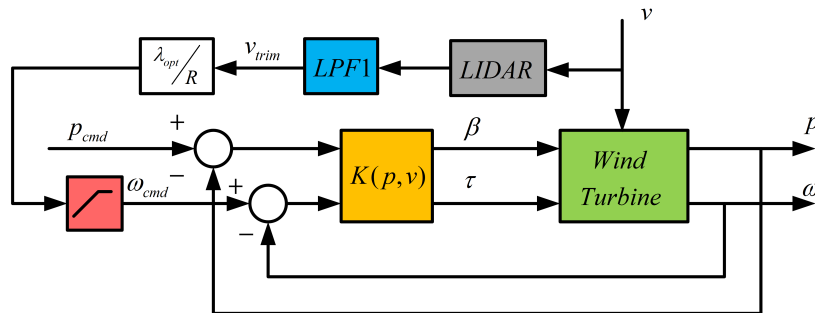 v
λopt/R
vtrim
LPF1
LIDAR
pcmd
+
β
p
K(p,v)
Wind
Turbine
ωcmd
−
+
τ
ω
−